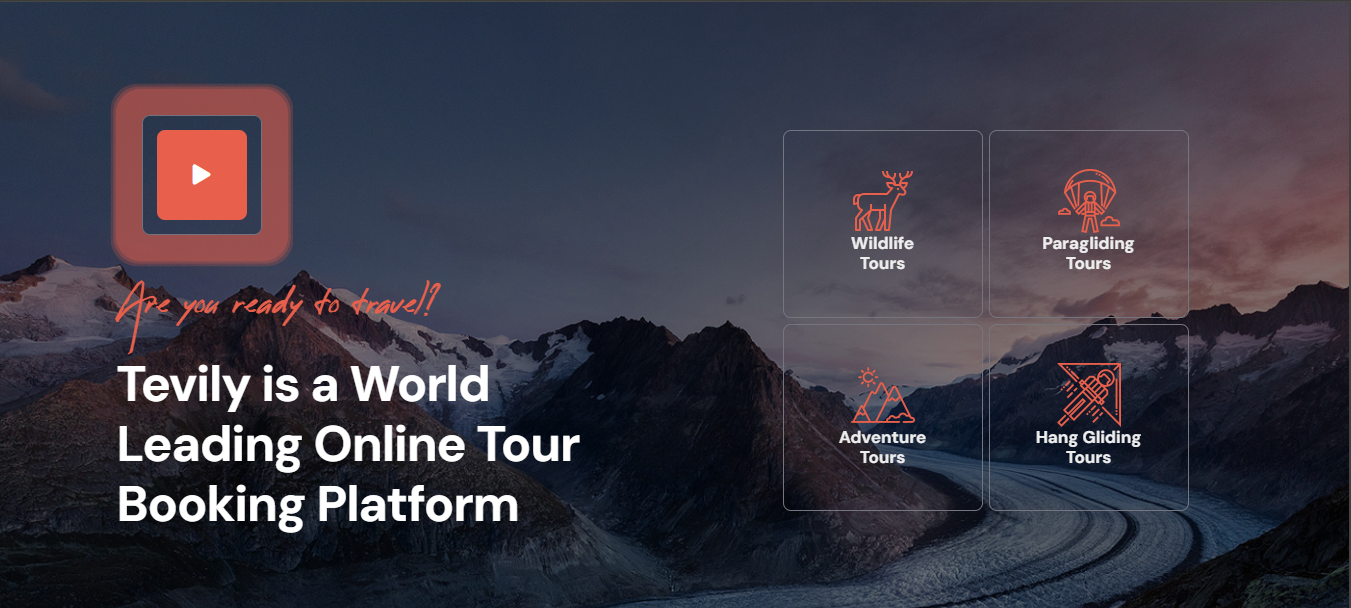 Are you ready to travel?
Tevily is a World
Leading Online Tour
Booking Platform
Wildlife
Tours
Paragliding
Tours
Adventure
Tours
Hang Gliding
Tours